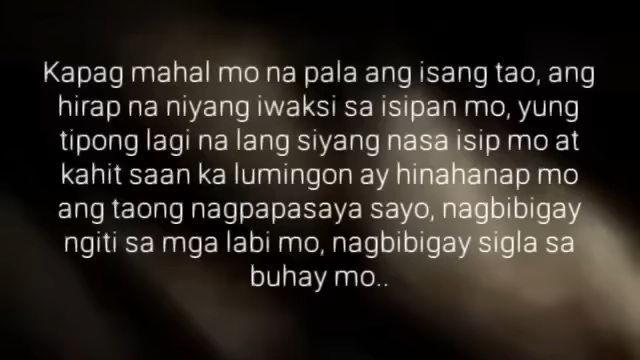 Kapag mahal mo na pala ang isang tao, ang
hirap na niyang iwaksi sa isipan mo, yung
tipong lagi na lang siyang nasa isip mo at
kahit saan ka lumingon ay hinahanap mo
ang taong nagpapasaya sayo, nagbibigay
ngiti sa mga labi mo, nagbibigay sigla sa
buhay mo..